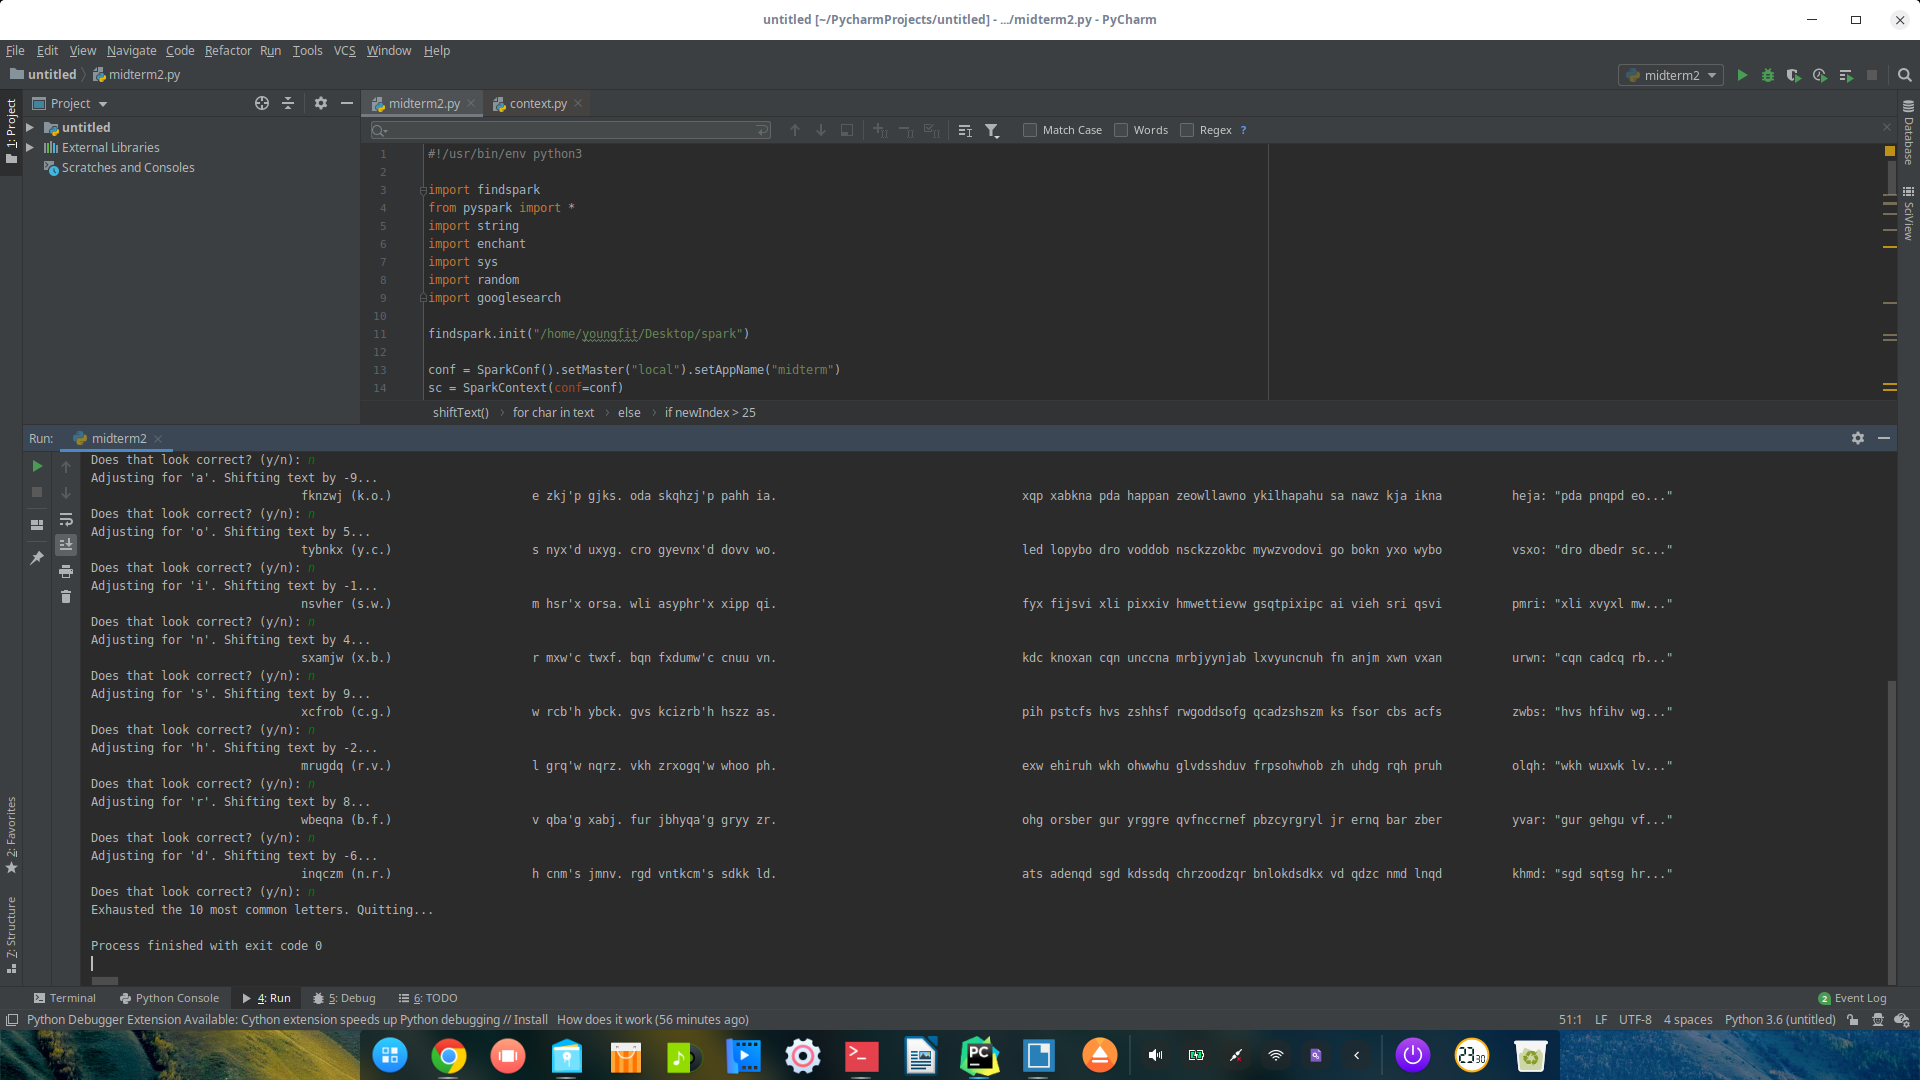 untitled [~/PycharmProjects/untitled] - .../midterm2.py - PyCharm
File Edit View Navigate Code Refactor Run Tools VCS Window Help
untitled midterm2.py
midterm2
1: Project
Project
midterm2.py context.py
untitled
External Libraries
Scratches and Consoles
Match Case Words Regex ?
Database
SciView
1 #!/usr/bin/env python3
2
3 import findspark
4 from pyspark import *
5 import string
6 import enchant
7 import sys
8 import random
9 import googlesearch
10
11 findspark.init("/home/youngfit/Desktop/spark")
12
13 conf = SparkConf().setMaster("local").setAppName("midterm")
14 sc = SparkContext(conf=conf)
shiftText() › for char in text › else › if newIndex > 25
Run: midterm2
Does that look correct? (y/n): n
Adjusting for 'a'. Shifting text by -9...
fknzwj (k.o.) e zkj'p gjks. oda skqhzj'p pahh ia. xqp xabkna pda happan zeowllawno ykilhapahu sa nawz kja ikna heja: "pda pnqpd eo..."
Does that look correct? (y/n): n
Adjusting for 'o'. Shifting text by 5...
tybnkx (y.c.) s nyx'd uxyg. cro gyevnx'd dovv wo. led lopybo dro voddob nsckzzokbc mywzvodovi go bokn yxo wybo vsxo: "dro dbedr sc..."
Does that look correct? (y/n): n
Adjusting for 'i'. Shifting text by -1...
nsvher (s.w.) m hsr'x orsa. wli asyphr'x xipp qi. fyx fijsvi xli pixxiv hmwettievw gsqtpixipc ai vieh sri qsvi pmri: "xli xvyxl mw..."
Does that look correct? (y/n): n
Adjusting for 'n'. Shifting text by 4...
sxamjw (x.b.) r mxw'c twxf. bqn fxdumw'c cnuu vn. kdc knoxan cqn unccna mrbjyynjab lxvyuncnuh fn anjm xwn vxan urwn: "cqn cadcq rb..."
Does that look correct? (y/n): n
Adjusting for 's'. Shifting text by 9...
xcfrob (c.g.) w rcb'h ybck. gvs kcizrb'h hszz as. pih pstcfs hvs zshhsf rwgoddsofg qcadzshszm ks fsor cbs acfs zwbs: "hvs hfihv wg..."
Does that look correct? (y/n): n
Adjusting for 'h'. Shifting text by -2...
mrugdq (r.v.) l grq'w nqrz. vkh zrxogq'w whoo ph. exw ehiruh wkh ohwwhu glvdsshduv frpsohwhob zh uhdg rqh pruh olqh: "wkh wuxwk lv..."
Does that look correct? (y/n): n
Adjusting for 'r'. Shifting text by 8...
wbeqna (b.f.) v qba'g xabj. fur jbhyqa'g gryy zr. ohg orsber gur yrggre qvfnccrnef pbzcyrgryl jr ernq bar zber yvar: "gur gehgu vf..."
Does that look correct? (y/n): n
Adjusting for 'd'. Shifting text by -6...
inqczm (n.r.) h cnm's jmnv. rgd vntkcm's sdkk ld. ats adenqd sgd kdssdq chrzoodzqr bnlokdsdkx vd qdzc nmd lnqd khmd: "sgd sqtsg hr..."
Does that look correct? (y/n): n
Exhausted the 10 most common letters. Quitting...
Process finished with exit code 0
2: Favorites
7: Structure
Terminal Python Console 4: Run 5: Debug 6: TODO 2 Event Log
Python Debugger Extension Available: Cython extension speeds up Python debugging // Install How does it work (56 minutes ago) 51:1 LF UTF-8 4 spaces Python 3.6 (untitled)
PC
23 30